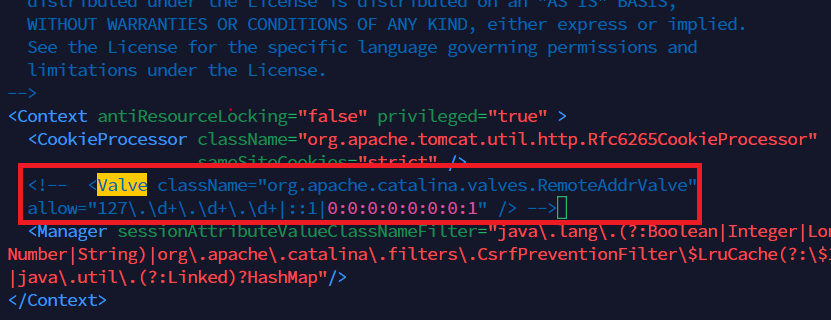 distributed under the License is distributed on an "AS IS" BASIS,
WITHOUT WARRANTIES OR CONDITIONS OF ANY KIND, either express or implied.
See the License for the specific language governing permissions and
limitations under the License.
-->
<Context antiResourceLocking="false" privileged="true" >
<CookieProcessor className="org.apache.tomcat.util.http.Rfc6265CookieProcessor"
sameSiteCookies="strict" />
<!-- <Valve className="org.apache.catalina.valves.RemoteAddrValve"
allow="127\.\d+\.\d+\.\d+|::1|0:0:0:0:0:0:0:1" /> -->
<Manager sessionAttributeValueClassNameFilter="java\.lang\.(?:Boolean|Integer|Lon
Number|String)|org\.apache\.catalina\.filters\.CsrfPreventionFilter\$LruCache(?:\$1
|java\.util\.(?:Linked)?HashMap"/>
</Context>